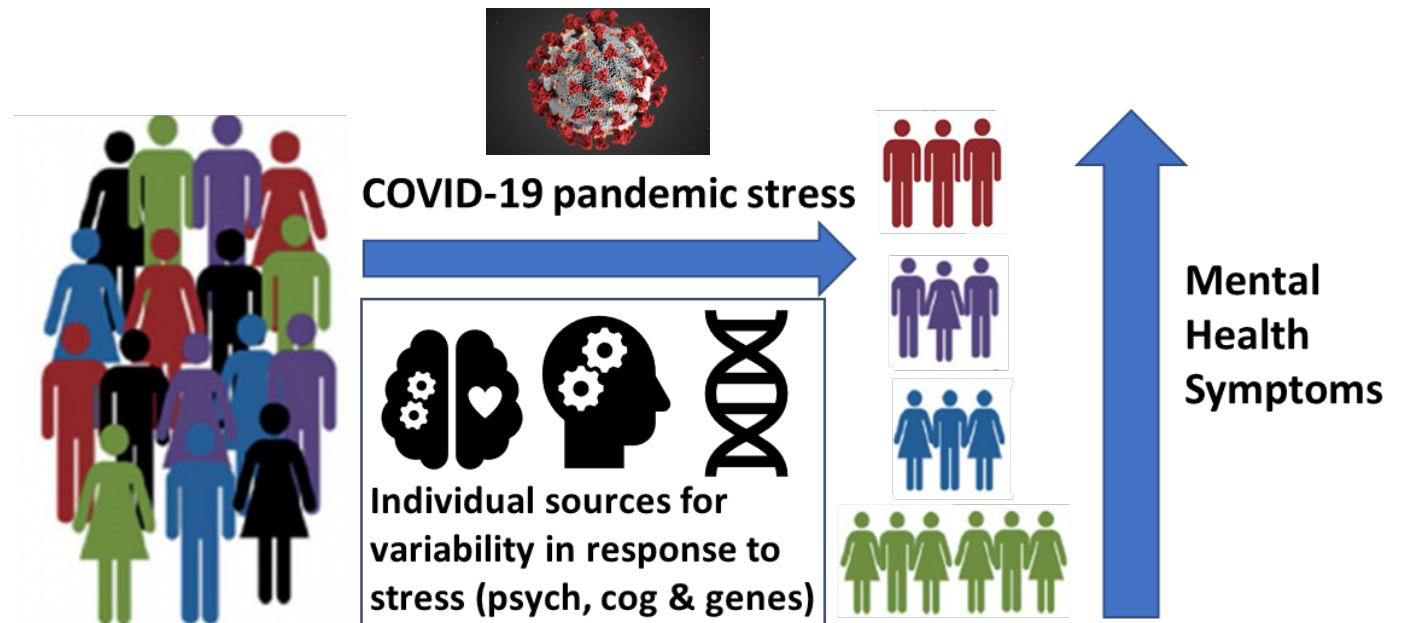 COVID-19 pandemic stress
Individual sources for
variability in response to
stress (psych, cog & genes)
Mental
Health
Symptoms